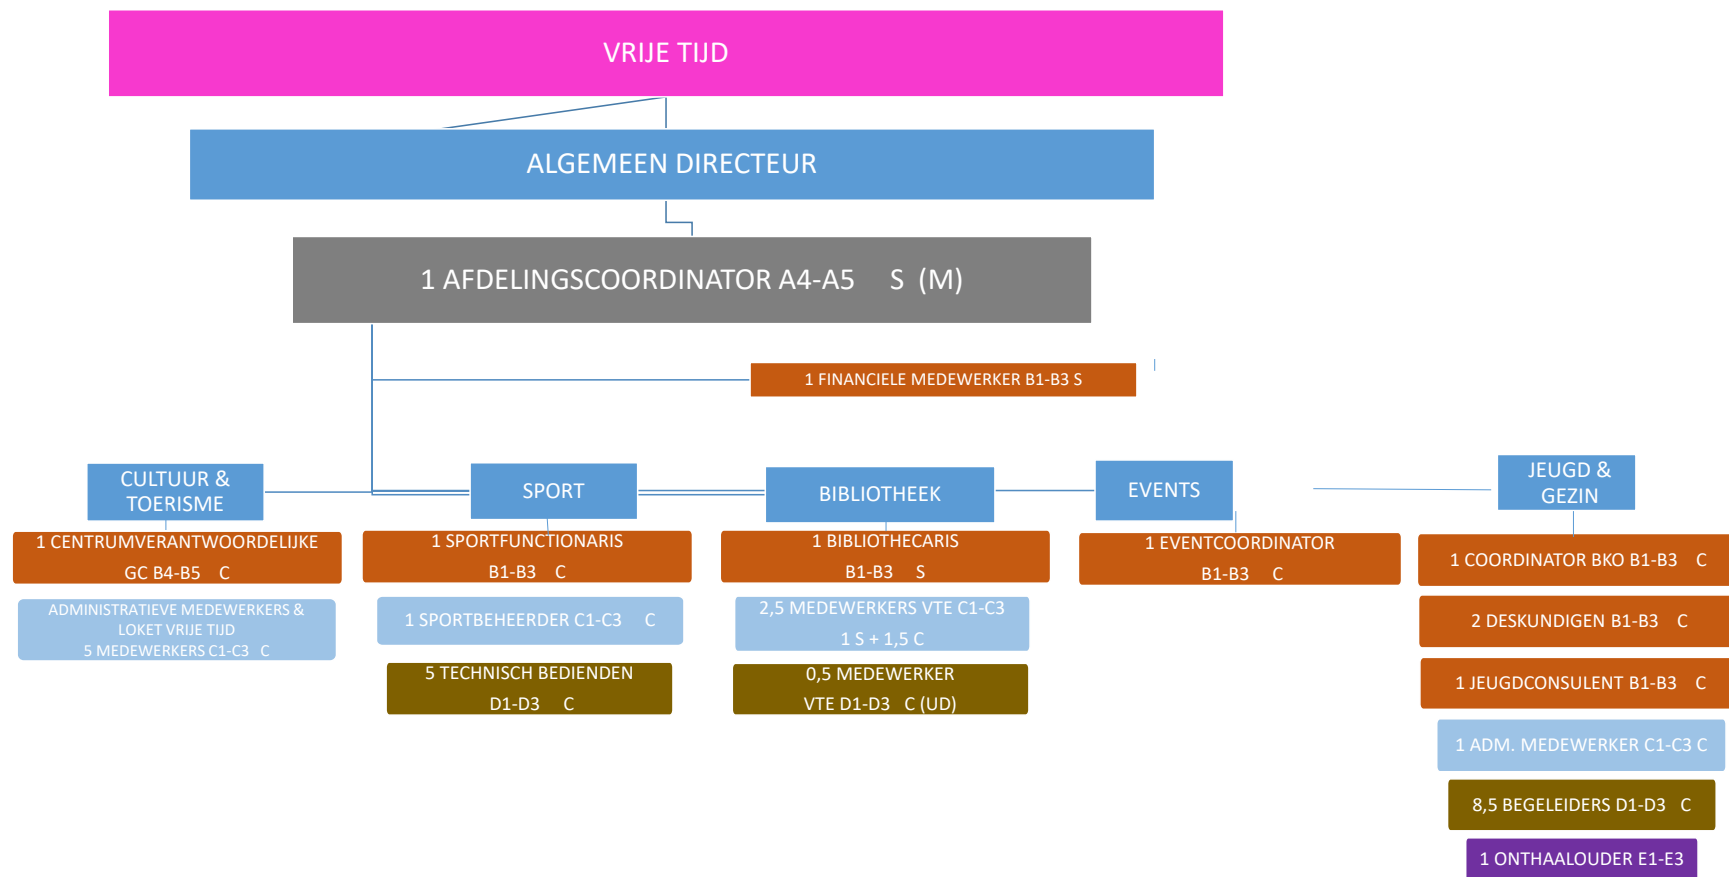 VRIJE TIJD
ALGEMEEN DIRECTEUR
1 AFDELINGSCOORDINATOR A4-A5 S (M)
1 FINANCIELE MEDEWERKER B1-B3 S
CULTUUR &
TOERISME
1 CENTRUMVERANTWOORDELIJKE
GC B4-B5 C
ADMINISTRATIEVE MEDEWERKERS &
LOKET VRIJE TIJD
5 MEDEWERKERS C1-C3 C
SPORT
1 SPORTFUNCTIONARIS
B1-B3 C
1 SPORTBEHEERDER C1-C3 C
5 TECHNISCH BEDIENDEN
D1-D3 C
BIBLIOTHEEK
1 BIBLIOTHECARIS
B1-B3 S
2,5 MEDEWERKERS VTE C1-C3
1 S + 1,5 C
0,5 MEDEWERKER
VTE D1-D3 C (UD)
EVENTS
1 EVENTCOORDINATOR
B1-B3 C
JEUGD &
GEZIN
1 COORDINATOR BKO B1-B3 C
2 DESKUNDIGEN B1-B3 C
1 JEUGDCONSULENT B1-B3 C
1 ADM. MEDEWERKER C1-C3 C
8,5 BEGELEIDERS D1-D3 C
1 ONTHAALOUDER E1-E3